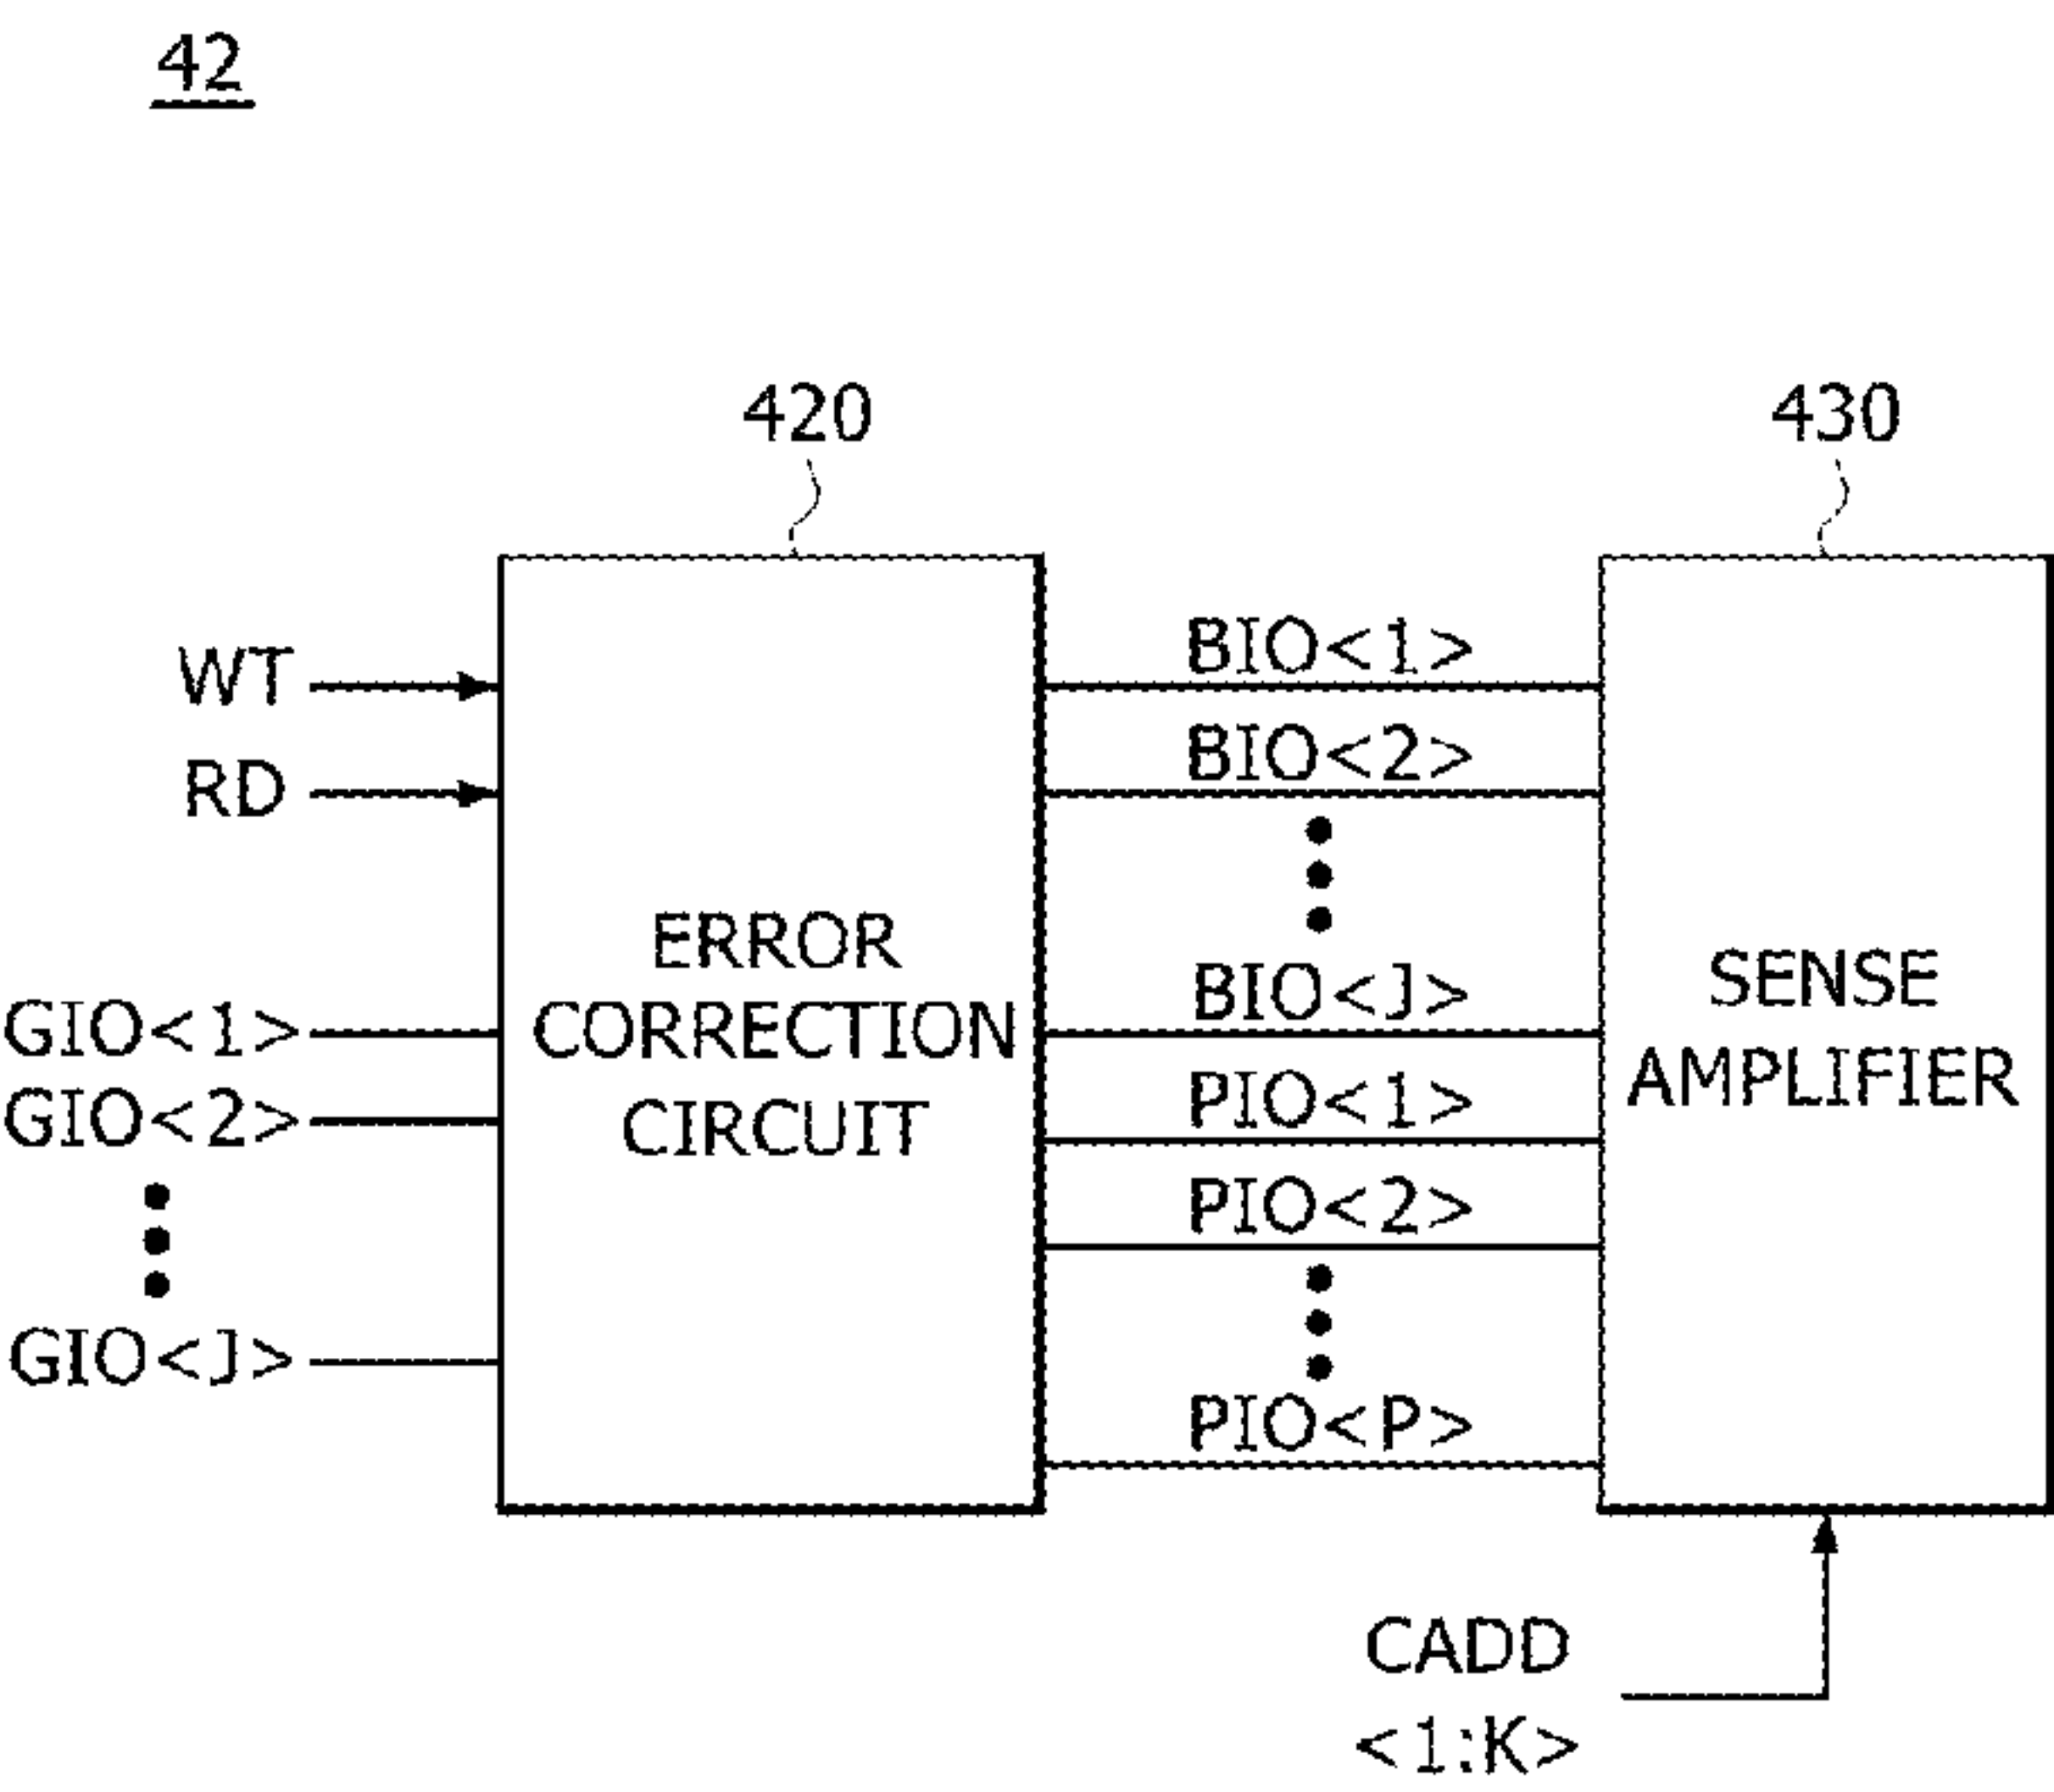 42
420
430
WT
RD
GIO<1>
GIO<2>
GIO<J>
ERROR
CORRECTION
CIRCUIT
BIO<1>
BIO<2>
BIO<J>
PIO<1>
PIO<2>
PIO<P>
SENSE
AMPLIFIER
CADD
<1:K>